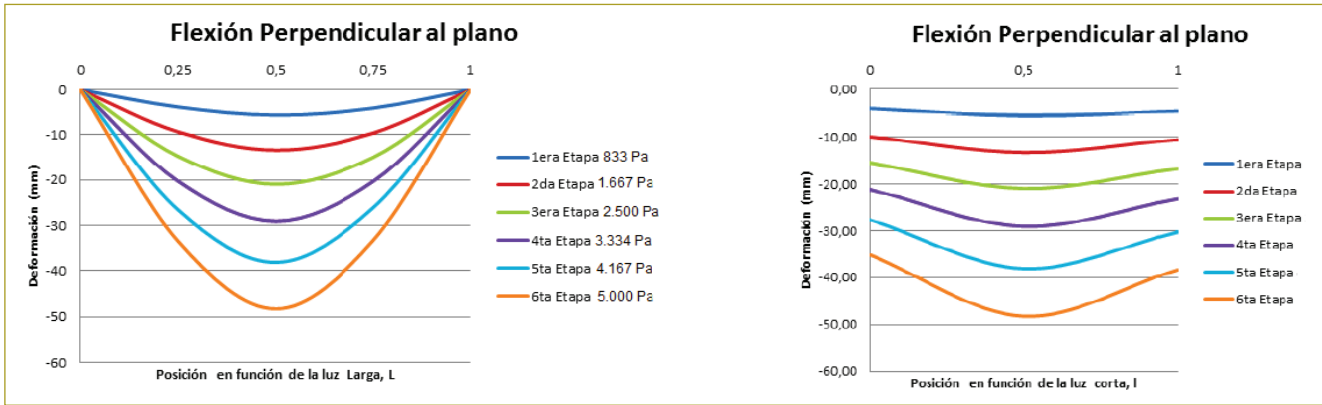 Flexión Perpendicular al plano
0 0,25 0,5 0,75 1
0
-10
-20
-30
-40
-50
-60
Deformación (mm)
Posición en función de la luz Larga, L
1era Etapa 833 Pa
2da Etapa 1.667 Pa
3era Etapa 2.500 Pa
4ta Etapa 3.334 Pa
5ta Etapa 4.167 Pa
6ta Etapa 5.000 Pa
Flexión Perpendicular al plano
0 0,5 1
0,00
-10,00
-20,00
-30,00
-40,00
-50,00
-60,00
Deformación (mm)
Posición en función de la luz corta, l
1era Etapa
2da Etapa
3era Etapa
4ta Etapa
5ta Etapa
6ta Etapa